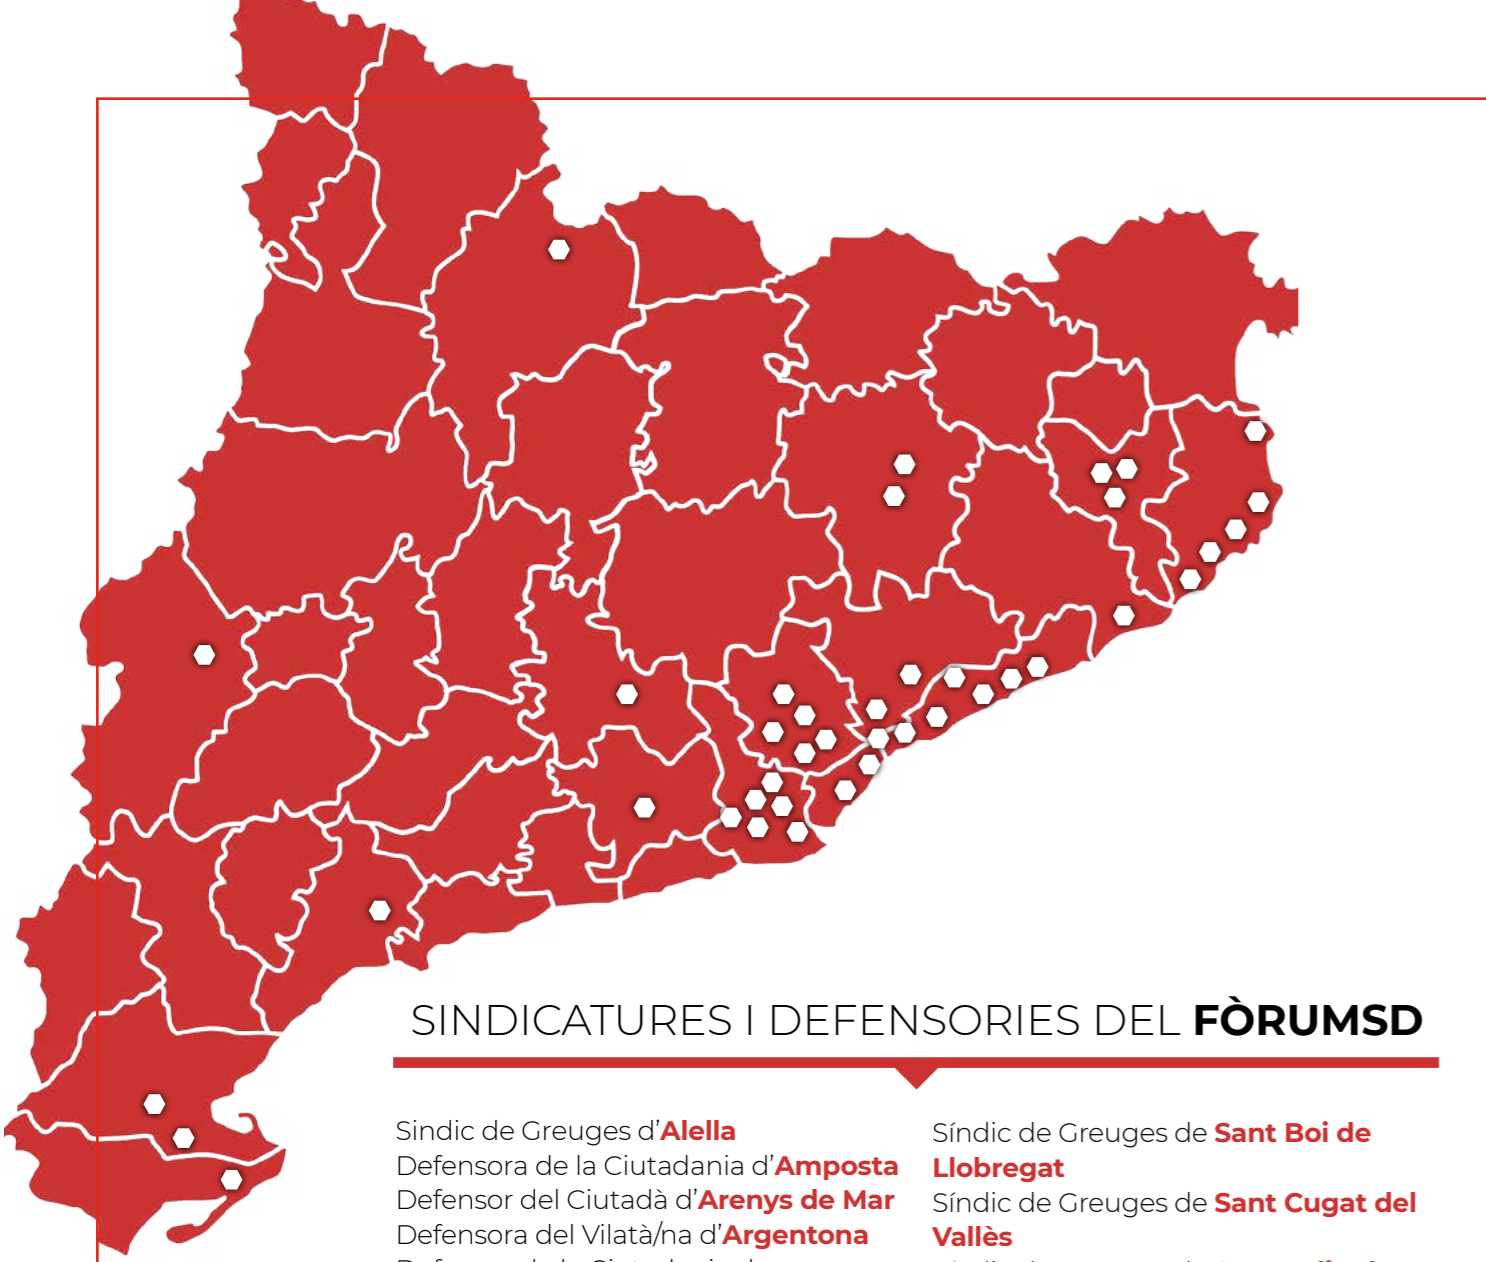 SINDICATURES I DEFENSORIES DEL FÒRUMSD
Sindic de Greuges d'Alella
Defensora de la Ciutadania d'Amposta
Defensor del Ciutadà d'Arenys de Mar
Defensora del Vilatà/na d'Argentona
Síndic de Greuges de Sant Boi de
Llobregat
Síndic de Greuges de Sant Cugat del
Vallès